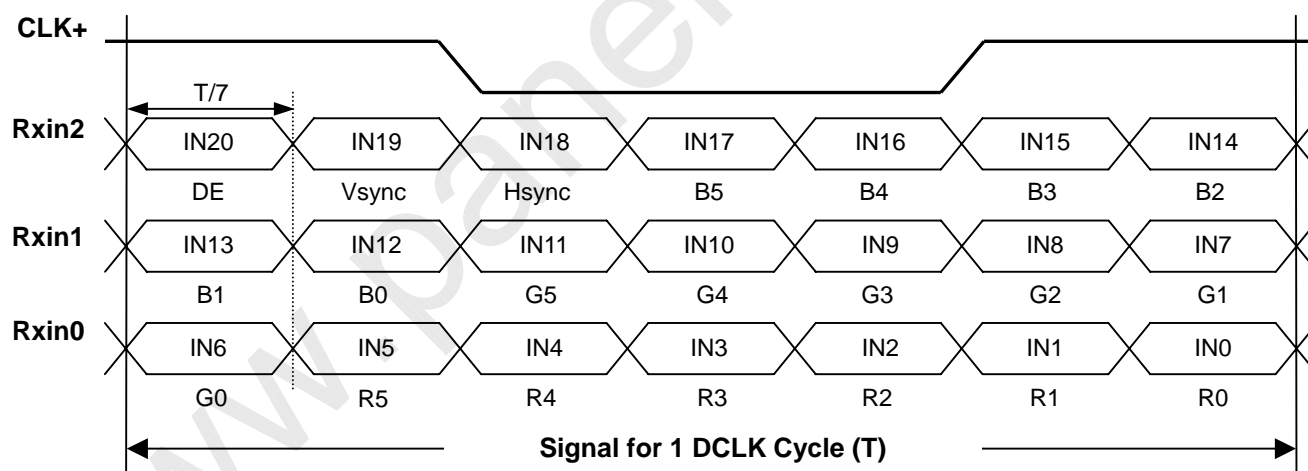 CLK+
T/7
Rxin2 IN20 IN19 IN18 IN17 IN16 IN15 IN14
DE Vsync Hsync B5 B4 B3 B2
Rxin1 IN13 IN12 IN11 IN10 IN9 IN8 IN7
B1 B0 G5 G4 G3 G2 G1
Rxin0 IN6 IN5 IN4 IN3 IN2 IN1 IN0
G0 R5 R4 R3 R2 R1 R0
Signal for 1 DCLK Cycle (T)